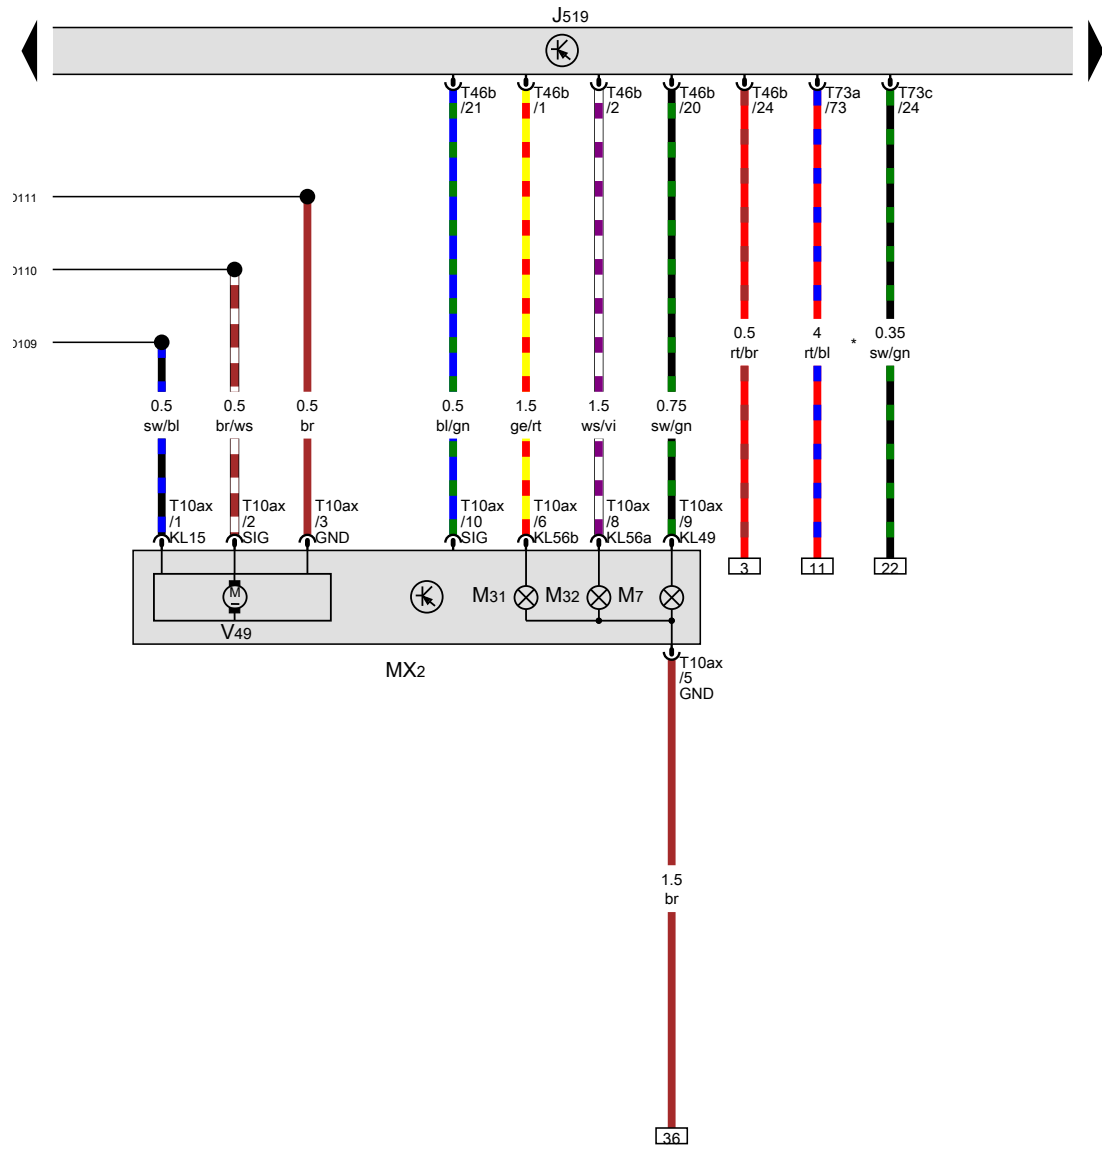 J519
T46b
/21
T46b
/1
T46b
/2
T46b
/20
T46b
/24
T73a
/73
T73c
/24
0111
0110
0109
0.5
rt/br
4
rt/bl
*
0.35
sw/gn
0.5
sw/bl
0.5
br/ws
0.5
br
0.5
bl/gn
1.5
ge/rt
1.5
ws/vi
0.75
sw/gn
T10ax
/1
KL15
T10ax
/2
SIG
T10ax
/3
GND
T10ax
/10
SIG
T10ax
/6
KL56b
T10ax
/8
KL56a
T10ax
/9
KL49
3
11
22
M
V49
M31
M32
M7
MX2
T10ax
/5
GND
1.5
br
36